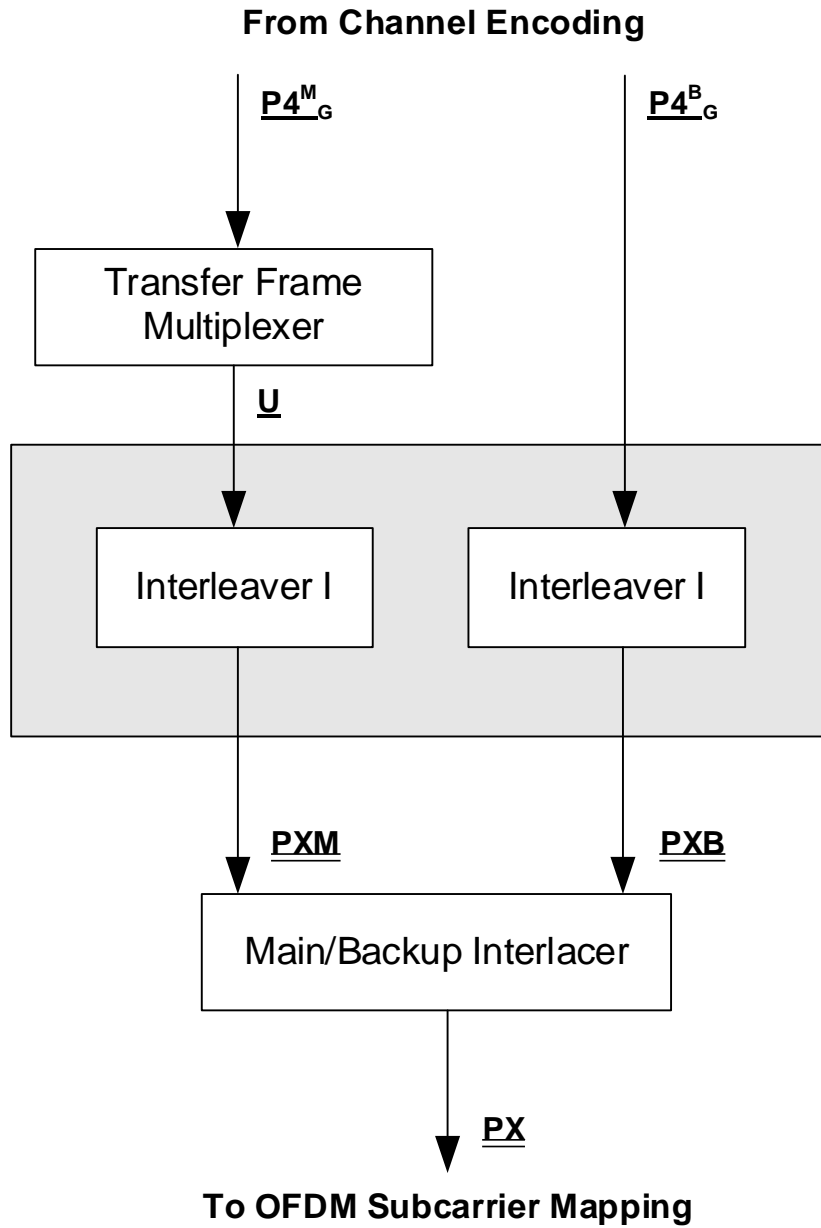 From Channel Encoding
P4^M_G
P4^B_G
Transfer Frame
Multiplexer
U
Interleaver I
Interleaver I
PXM
PXB
Main/Backup Interlacer
PX
To OFDM Subcarrier Mapping